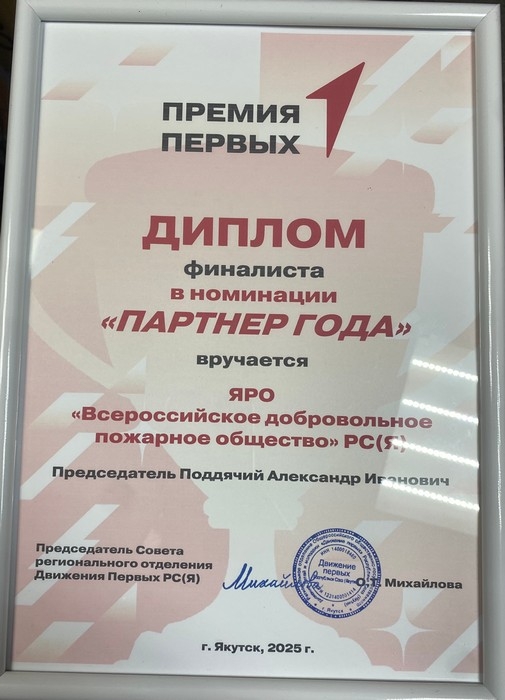 ПРЕМИЯ
ПЕРВЫХ
ДИПЛОМ
финалиста
в номинации
«ПАРТНЕР ГОДА»
вручается
ЯРО
«Всероссийское добровольное
пожарное общество» РС(Я)
Председатель Поддячий Александр Иванович
Председатель Совета
регионального отделения
Движения Первых РС(Я)
Михайлова
Движение
первых
О.Т. Михайлова
г. Якутск, 2025 г.